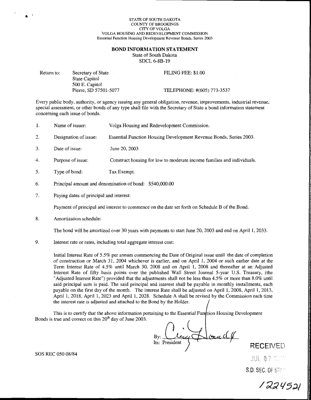 STATE OF SOUTH DAKOTA
COUNTY OF BROOKINGS
CITY OF VOLGA
VOLGA HOUSING AND REDEVELOPMENT COMMISSION
Essential Function Housing Development Revenue Bonds, Series 2003
BOND INFORMATION STATEMENT
State of South Dakota
SDCL 6-8B-19
Return to: Secretary of State FILING FEE: $1.00
State Capitol
500 E. Capitol
Pierre, SD 57501-5077 TELEPHONE: #(605) 773-3537
Every public body, authority, or agency issuing any general obligation, revenue, improvement, industrial revenue,
special assessment, or other bonds of any type shall file with the Secretary of State a bond information statement
concerning each issue of bonds.
1. Name of issuer: Volga Housing and Redevelopment Commission.
2. Designation of issue: Essential Function Housing Development Revenue Bonds, Series 2003.
3. Date of issue: June 20, 2003
4. Purpose of issue: Construct housing for low to moderate income families and individuals.
5. Type of bond: Tax Exempt.
6. Principal amount and denomination of bond: $540,000.00
7. Paying dates of principal and interest:
Payment of principal and interest to commence on the date set forth on Schedule B of the Bond.
8. Amortization schedule:
The bond will be amortized over 30 years with payments to start June 20, 2003 and end on April 1, 2033.
9. Interest rate or rates, including total aggregate interest cost:
Initial Interest Rate of 5.5% per annum commencing the Date of Original issue until the date of completion
of construction or March 31, 2004 whichever is earlier, and on April 1, 2004 or such earlier date at the
Term Interest Rate of 4.5% until March 30, 2008 and on April 1, 2008 and thereafter at an Adjusted
Interest Rate of fifty basis points over the published Wall Street Journal 5-year U.S. Treasury, (the
"Adjusted Interest Rate") provided that the adjustments shall not be less than 4.5% or more than 8.0% until
said principal sum is paid. The said principal and interest shall be payable in monthly installments, each
payable on the first day of the month. The interest Rate shall be adjusted on April 1, 2008, April 1, 2013,
April 1, 2018, April 1, 2023 and April 1, 2028. Schedule A shall be revised by the Commission each time
the interest rate is adjusted and attached to the Bond by the Holder.
This is to certify that the above information pertaining to the Essential Function Housing Development
Bonds is true and correct on this 20th day of June 2003.
By:
Its: President
RECEIVED
SOS REC 050 08/84
S.D. SEC. OF
1224521